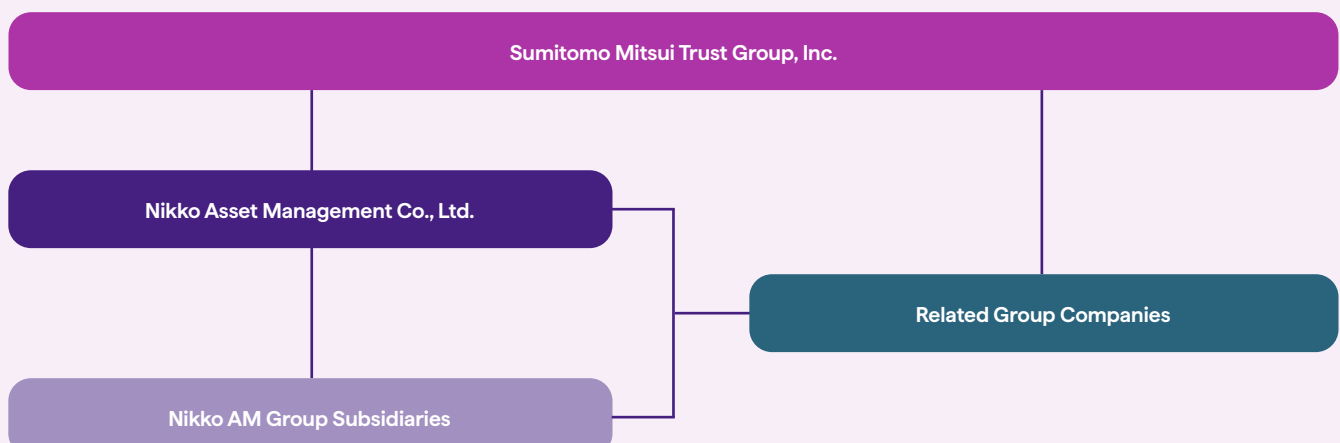 Sumitomo Mitsui Trust Group, Inc.
Nikko Asset Management Co., Ltd.
Related Group Companies
Nikko AM Group Subsidiaries